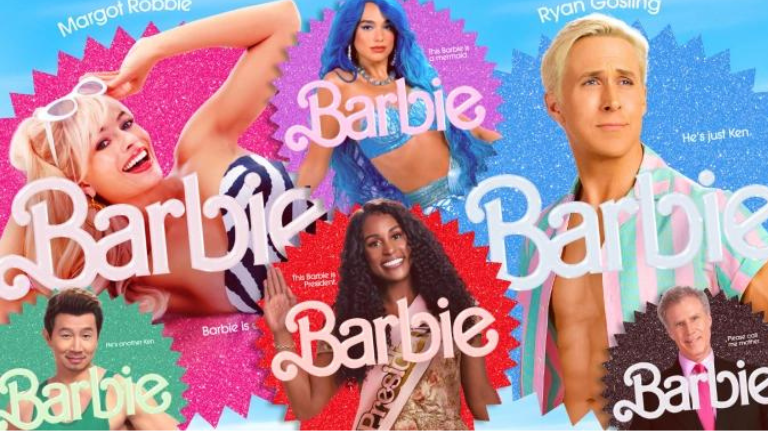 Margot Robbie
Barbie
Barbie is
This Barbie is
a mermaid.
Barbie
Ryan Gosling
He's just Ken.
Barbie
He's another Ken.
Barbie
This Barbie is
President.
Barbie
Presid
Please call
me mother.
Barbie